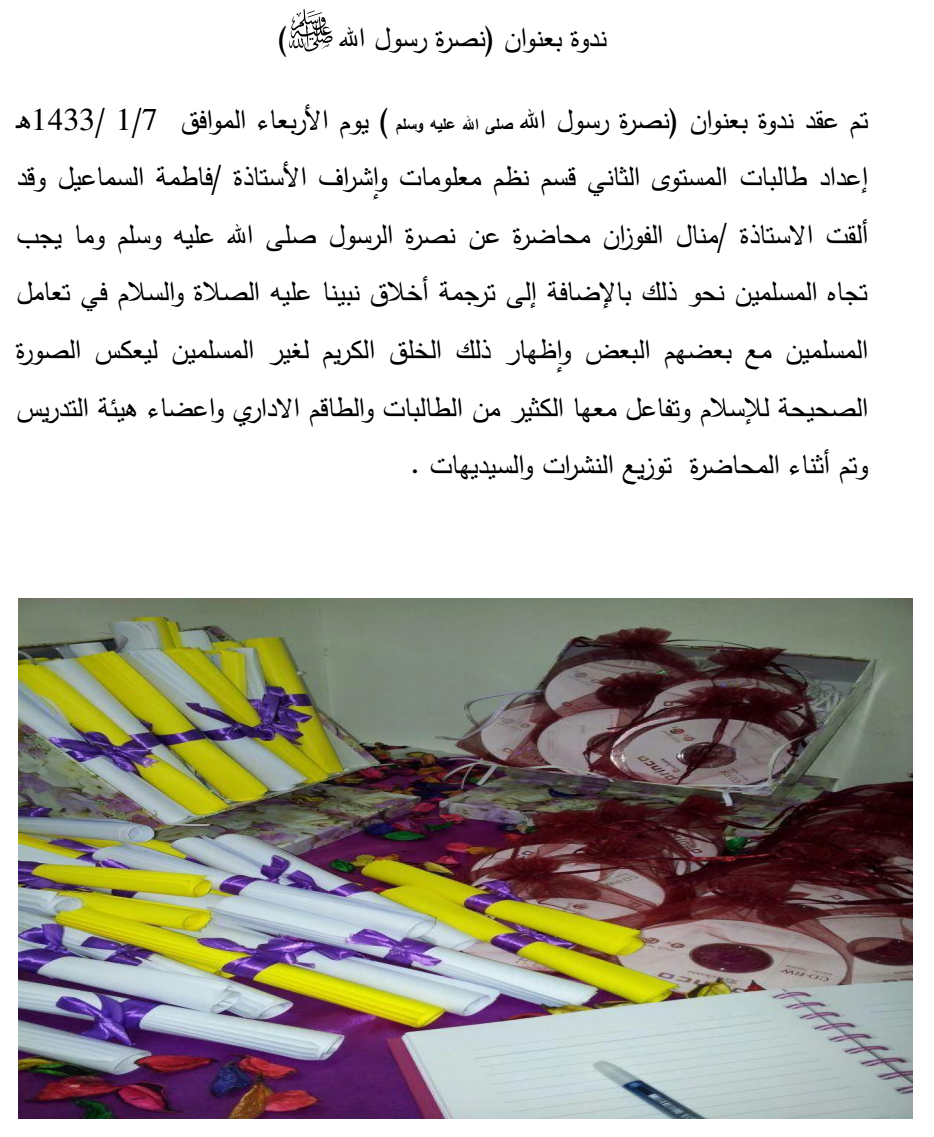 ندوة بعنوان (نصرة رسول الله ﷺ)
تم عقد ندوة بعنوان (نصرة رسول الله صلى الله عليه وسلم ) يوم الأربعاء الموافق 1/7 /1433هـ
إعداد طالبات المستوى الثاني قسم نظم معلومات وإشراف الأستاذة /فاطمة السماعيل وقد
ألقت الاستاذة /منال الفوزان محاضرة عن نصرة الرسول صلى الله عليه وسلم وما يجب
تجاه المسلمين نحو ذلك بالإضافة إلى ترجمة أخلاق نبينا عليه الصلاة والسلام في تعامل
المسلمين مع بعضهم البعض وإظهار ذلك الخلق الكريم لغير المسلمين ليعكس الصورة
الصحيحة للإسلام وتفاعل معها الكثير من الطالبات والطاقم الاداري واعضاء هيئة التدريس
وتم أثناء المحاضرة توزيع النشرات والسيديهات .
CD-RW